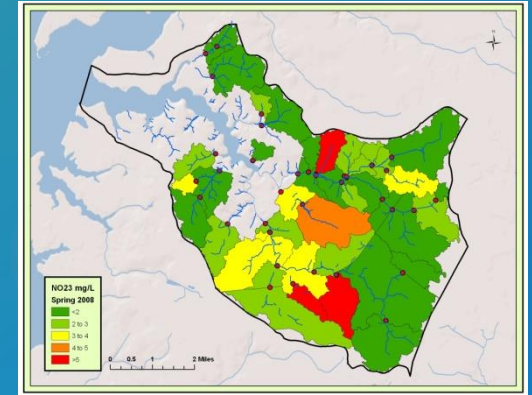 N
NO23 mg/L
Spring 2008
<2
2 to 3
3 to 4
4 to 5
>5
0 0.5 1 2 Miles